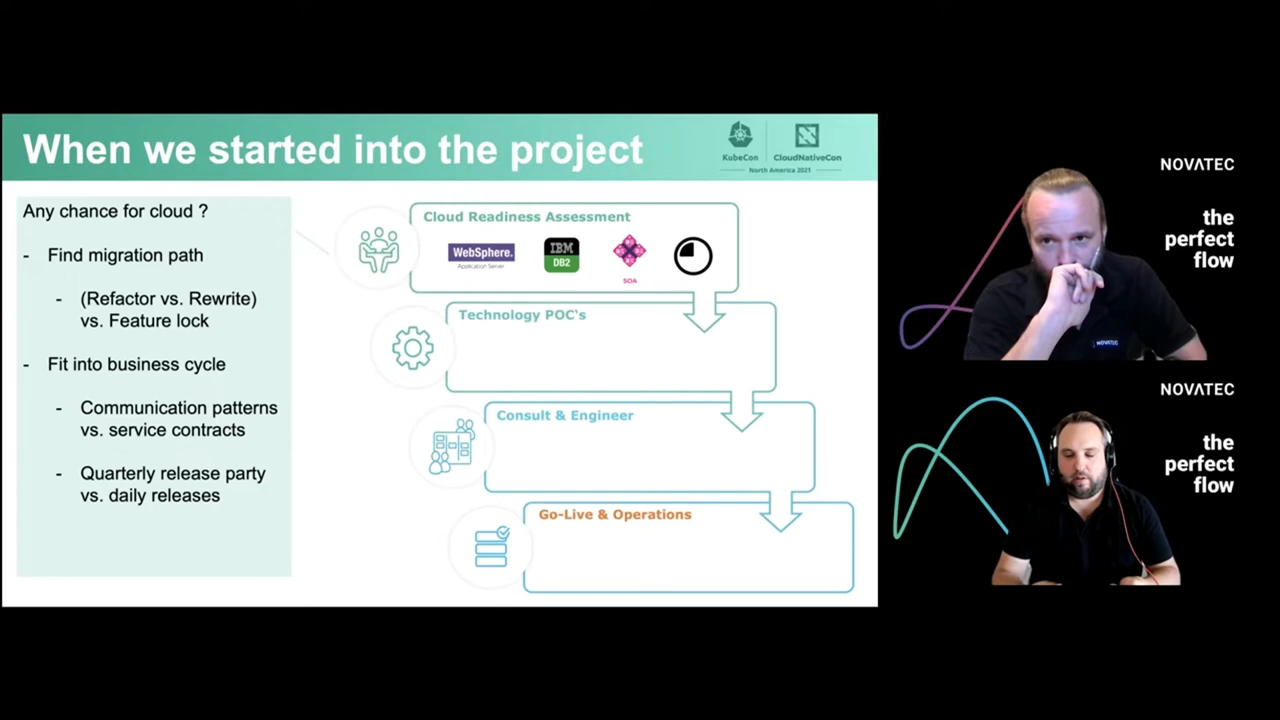 When we started into the project
KubeCon
CloudNativeCon
North America 2021
Any chance for cloud ?
- Find migration path
- (Refactor vs. Rewrite)
vs. Feature lock
- Fit into business cycle
- Communication patterns
vs. service contracts
- Quarterly release party
vs. daily releases
Cloud Readiness Assessment
WebSphere.
Application Server
IBM
DB2
SOA
Technology POC's
Consult & Engineer
Go-Live & Operations
NOVATEC
the
perfect
flow
NOVATEC
NOVATEC
the
perfect
flow